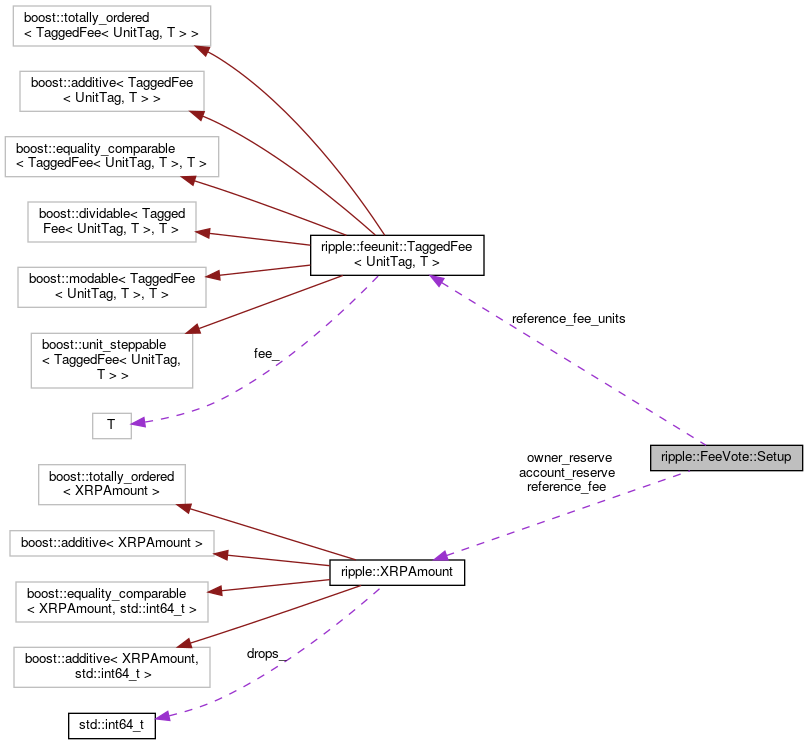 boost::totally_ordered
< TaggedFee< UnitTag, T > >
boost::additive< TaggedFee
< UnitTag, T > >
boost::equality_comparable
< TaggedFee< UnitTag, T >, T >
boost::dividable< Tagged
Fee< UnitTag, T >, T >
ripple::feeunit::TaggedFee
< UnitTag, T >
boost::modable< TaggedFee
< UnitTag, T >, T >
reference_fee_units
boost::unit_steppable
< TaggedFee< UnitTag,
T > >
fee_
T
ripple::FeeVote::Setup
owner_reserve
account_reserve
reference_fee
boost::totally_ordered
< XRPAmount >
boost::additive< XRPAmount >
ripple::XRPAmount
boost::equality_comparable
< XRPAmount, std::int64_t >
boost::additive< XRPAmount,
std::int64_t >
drops_
std::int64_t